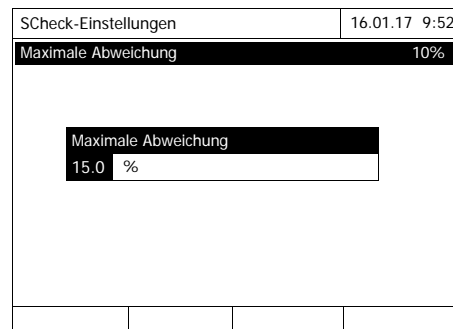 SCheck-Einstellungen 16.01.17 9:52
Maximale Abweichung 10%
Maximale Abweichung
15.0 %